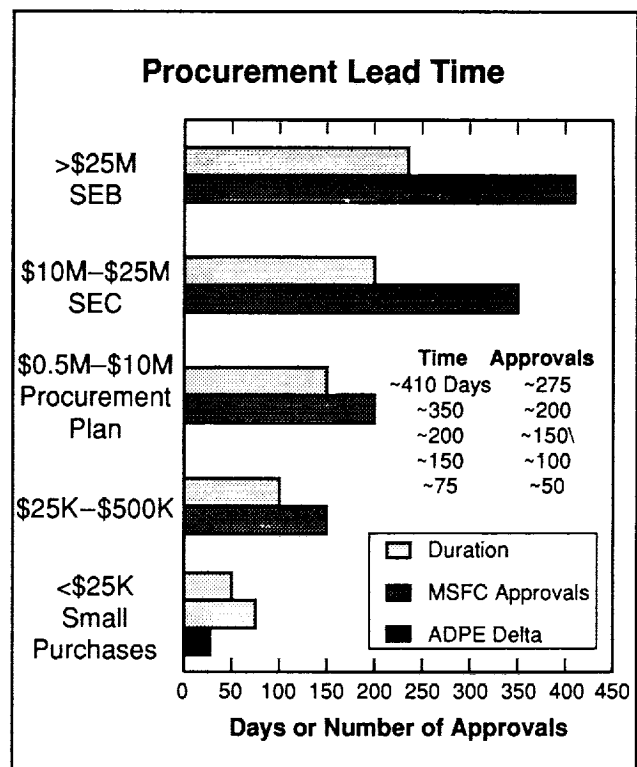 Procurement Lead Time
>$25M
SEB
$10M–$25M
SEC
$0.5M–$10M
Procurement
Plan
$25K–$500K
<$25K
Small
Purchases
Time Approvals
~410 Days ~275
~350 ~200
~200 ~150\
~150 ~100
~75 ~50
Duration
MSFC Approvals
ADPE Delta
0 50 100 150 200 250 300 350 400 450
Days or Number of Approvals